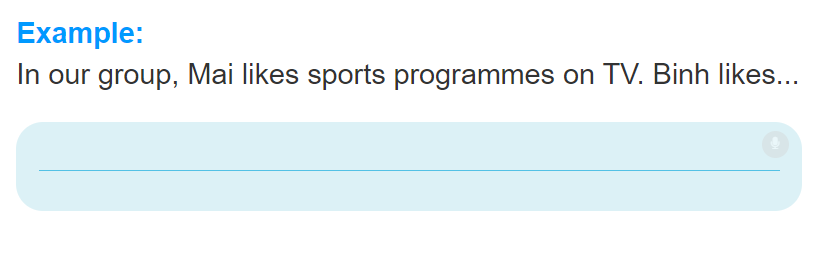 Example:
In our group, Mai likes sports programmes on TV. Binh likes...